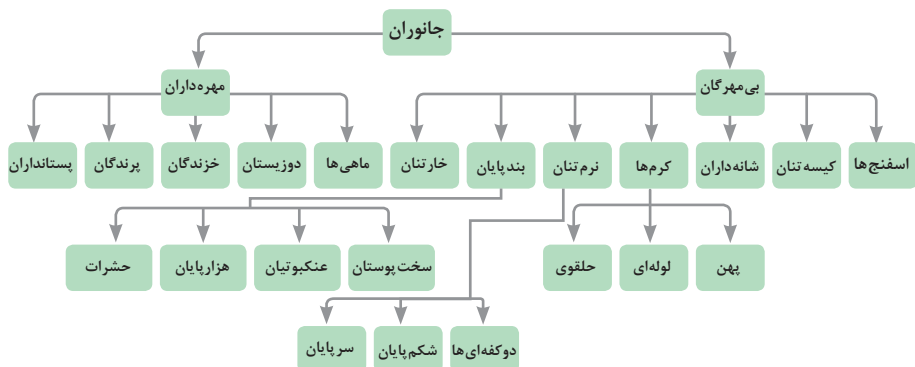 جانوران
بی‌مهرگان
مهره‌داران
اسفنج‌ها
کیسه‌تنان
شانه‌داران
کرم‌ها
نرم‌تنان
بندپایان
خارتنان
ماهی‌ها
دوزیستان
خزندگان
پرندگان
پستانداران
پهن
لوله‌ای
حلقوی
سخت‌پوستان
عنکبوتیان
هزارپایان
حشرات
دوکفه‌ای‌ها
شکم‌پایان
سرپایان